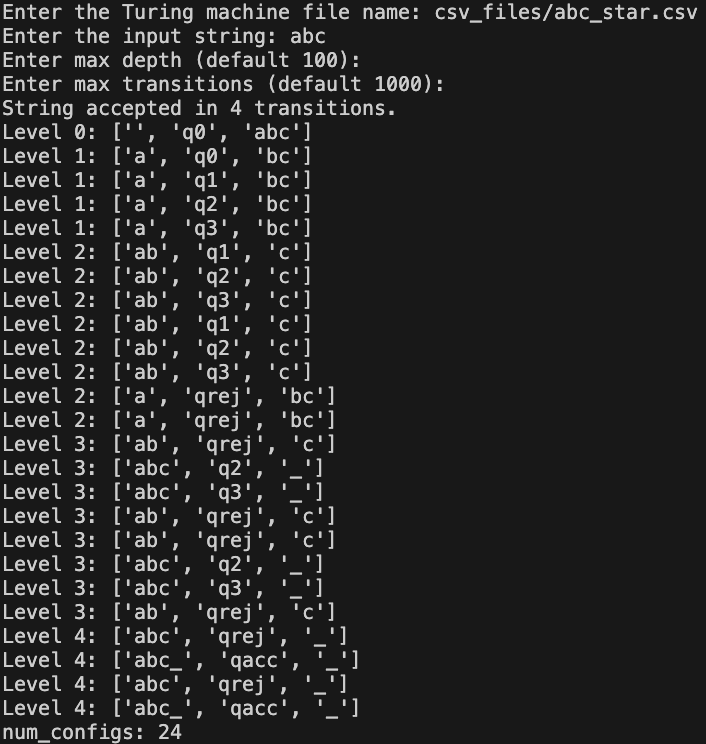 Enter the Turing machine file name: csv_files/abc_star.csv
Enter the input string: abc
Enter max depth (default 100):
Enter max transitions (default 1000):
String accepted in 4 transitions.
Level 0: ['', 'q0', 'abc']
Level 1: ['a', 'q0', 'bc']
Level 1: ['a', 'q1', 'bc']
Level 1: ['a', 'q2', 'bc']
Level 1: ['a', 'q3', 'bc']
Level 2: ['ab', 'q1', 'c']
Level 2: ['ab', 'q2', 'c']
Level 2: ['ab', 'q3', 'c']
Level 2: ['ab', 'q1', 'c']
Level 2: ['ab', 'q2', 'c']
Level 2: ['ab', 'q3', 'c']
Level 2: ['a', 'qrej', 'bc']
Level 2: ['a', 'qrej', 'bc']
Level 3: ['ab', 'qrej', 'c']
Level 3: ['abc', 'q2', '_']
Level 3: ['abc', 'q3', '_']
Level 3: ['ab', 'qrej', 'c']
Level 3: ['ab', 'qrej', 'c']
Level 3: ['abc', 'q2', '_']
Level 3: ['abc', 'q3', '_']
Level 3: ['ab', 'qrej', 'c']
Level 4: ['abc', 'qrej', '_']
Level 4: ['abc_', 'qacc', '_']
Level 4: ['abc', 'qrej', '_']
Level 4: ['abc_', 'qacc', '_']
num_configs: 24